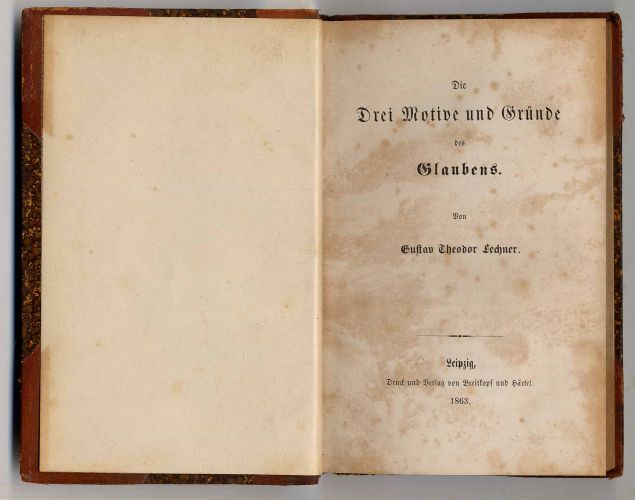 Die
Drei Motive und Gründe
des
Glaubens.
Von
Gustav Theodor Fechner.
Leipzig,
Druck und Verlag von Breitkopf und Härtel.
1863.